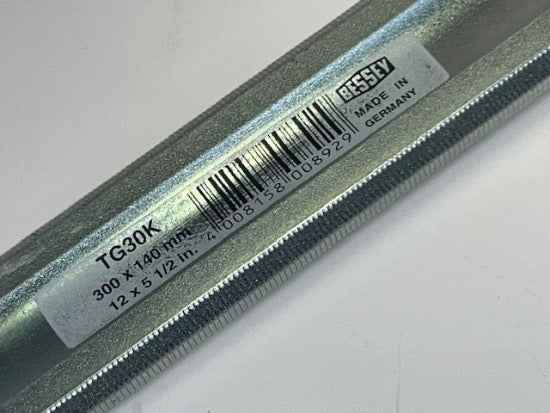 TG30K
300 x 140 mm
12 x 5 1/2 in.
4 008158 008929
BESSEY
MADE IN
GERMANY